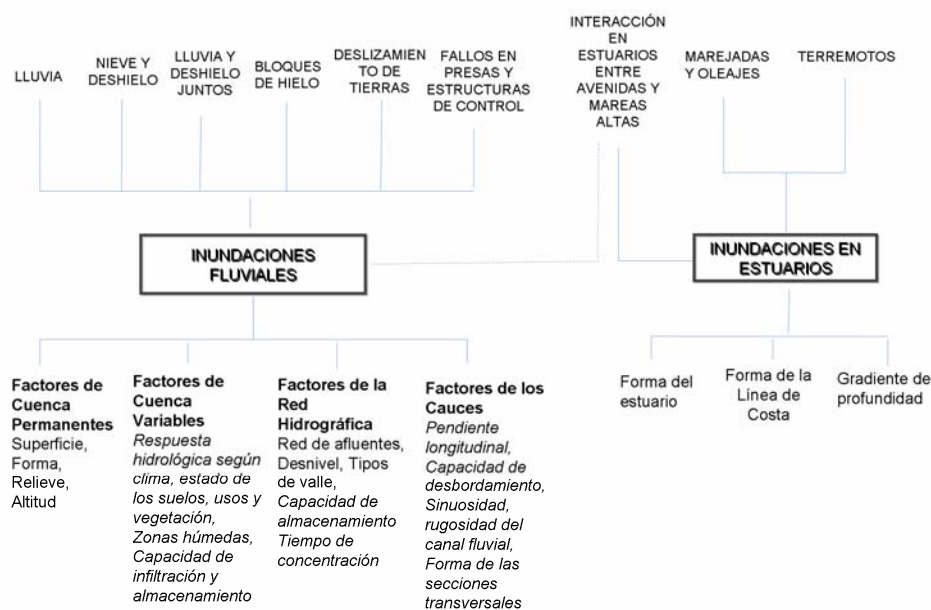 LLUVIA
NIEVE Y
DESHIELO
LLUVIA Y
DESHIELO
JUNTOS
BLOQUES
DE HIELO
DESLIZAMIEN
TO DE
TIERRAS
FALLOS EN
PRESAS Y
ESTRUCTURAS
DE CONTROL
INTERACCIÓN
EN
ESTUARIOS
ENTRE
AVENIDAS Y
MAREAS
ALTAS
MAREJADAS
Y OLEAJES
TERREMOTOS
INUNDACIONES
FLUVIALES
INUNDACIONES EN
ESTUARIOS
Factores de
Cuenca
Permanentes
Superficie,
Forma,
Relieve,
Altitud
Factores de
Cuenca
Variables
Respuesta
hidrológica según
clima, estado de
los suelos, usos y
vegetación,
Zonas húmedas,
Capacidad de
infiltración y
almacenamiento
Factores de la
Red
Hidrográfica
Red de afluentes,
Desnivel, Tipos
de valle,
Capacidad de
almacenamiento
Tiempo de
concentración
Factores de los
Cauces
Pendiente
longitudinal,
Capacidad de
desbordamiento,
Sinuosidad,
rugosidad del
canal fluvial,
Forma de las
secciones
transversales
Forma del
estuario
Forma de la
Línea de
Costa
Gradiente de
profundidad